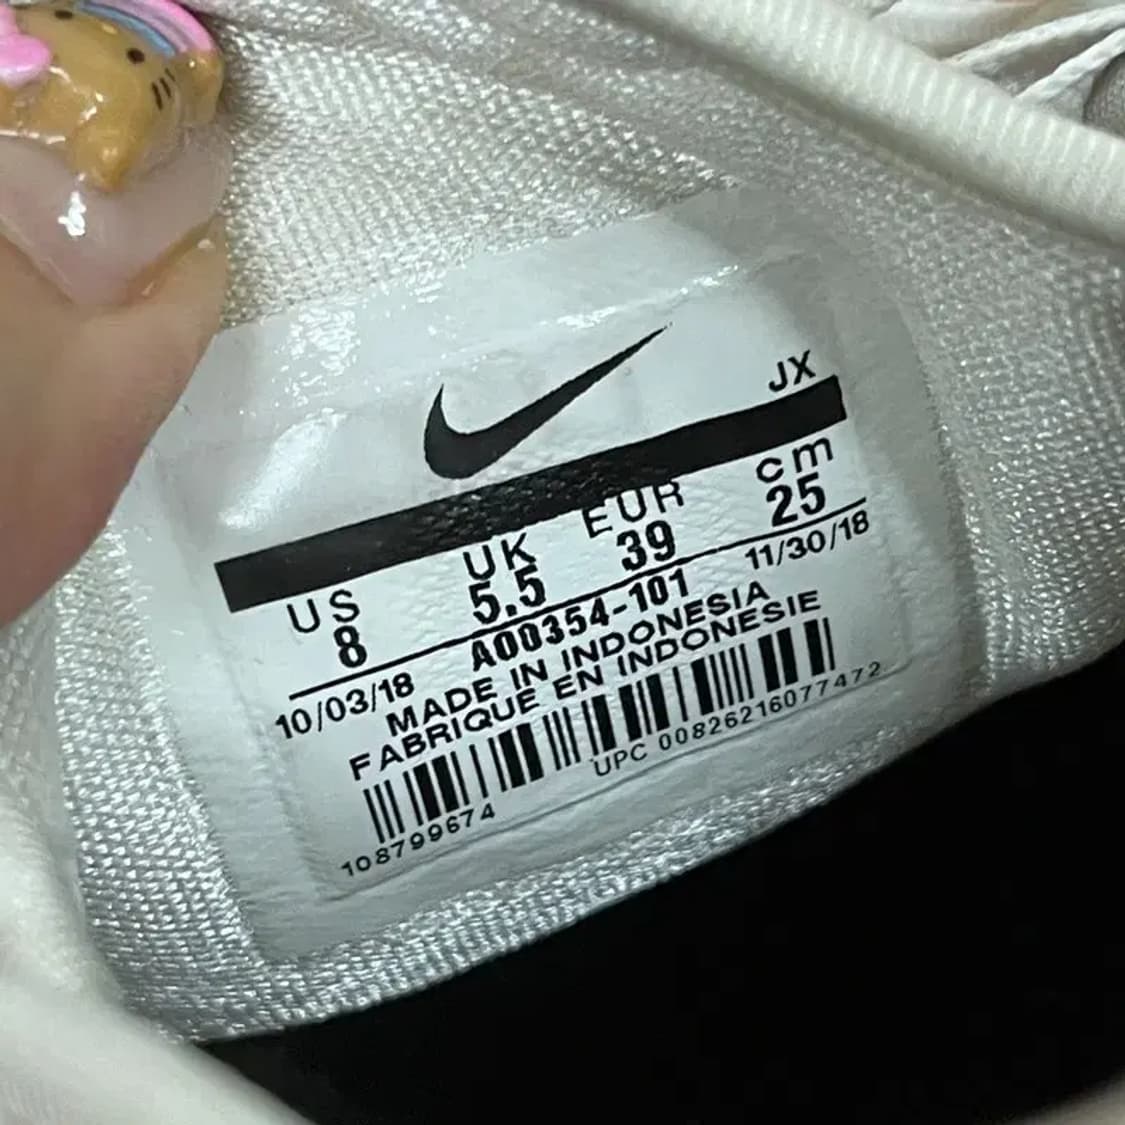 JX
US UK EUR cm
8 5.5 39 25
10/03/18 A00354-101 11/30/18
MADE IN INDONESIA
FABRIQUE EN INDONESIE
UPC 00826216077472
108799674